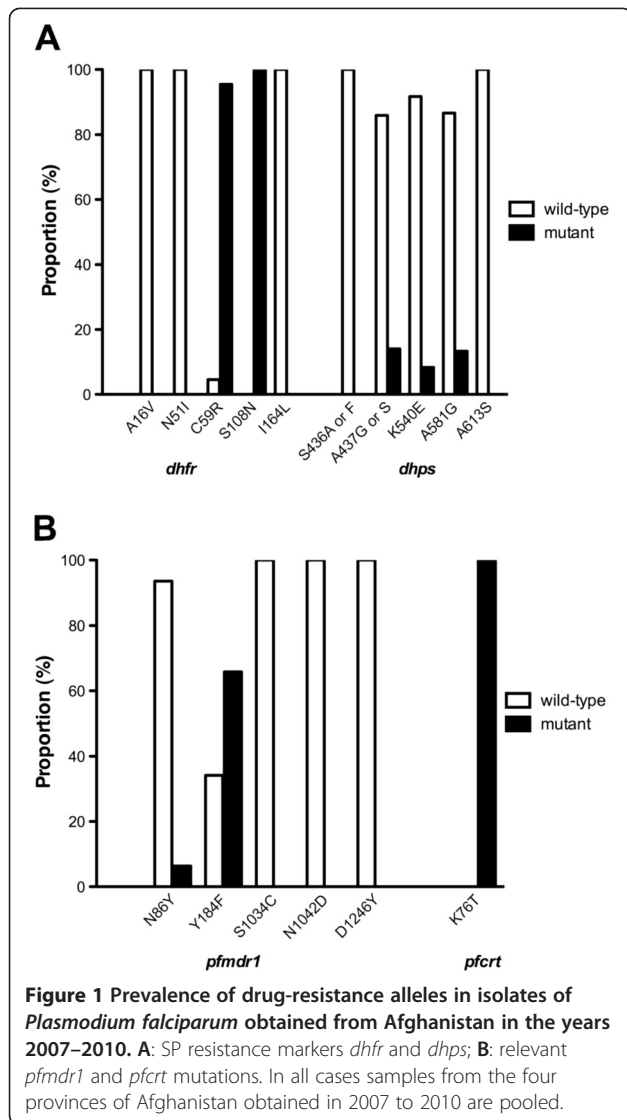 A
100
80
60
40
20
0
Proportion (%)
wild-type
mutant
A16V
N51I
C59R
S108N
I164L
S436A or F
A437G or S
K540E
A581G
A613S
dhfr
dhps
B
100
80
60
40
20
0
Proportion (%)
wild-type
mutant
N86Y
Y184F
S1034C
N1042D
D1246Y
K76T
pfmdr1
pfcrt
Figure 1 Prevalence of drug-resistance alleles in isolates of
Plasmodium falciparum obtained from Afghanistan in the years
2007–2010. A: SP resistance markers dhfr and dhps; B: relevant
pfmdr1 and pfcrt mutations. In all cases samples from the four
provinces of Afghanistan obtained in 2007 to 2010 are pooled.